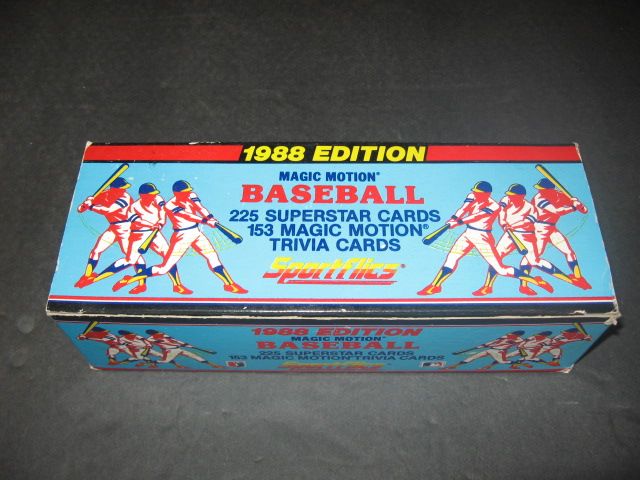 1988 EDITION
MAGIC MOTION®
BASEBALL
225 SUPERSTAR CARDS
153 MAGIC MOTION®
TRIVIA CARDS
Sportflics®
1988 EDITION
MAGIC MOTION®
BASEBALL
225 SUPERSTAR CARDS
153 MAGIC MOTION® TRIVIA CARDS
Sportflics